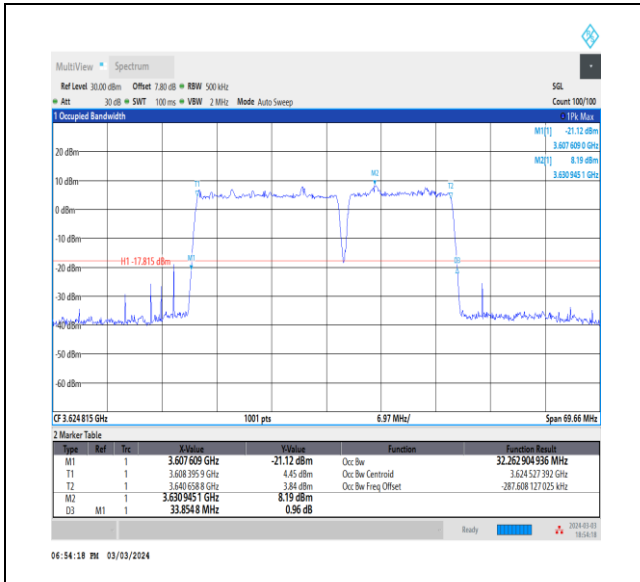 MultiView Spectrum
Ref Level 30.00 dBm Offset 7.80 dB RBW 500 kHz SGL
Att 30 dB SWT 100 ms VBW 2 MHz Mode Auto Sweep Count 100/100
1 Occupied Bandwidth 1Pk Max
M1[1] -21.12 dBm
3.607 609 0 GHz
M2[1] 8.19 dBm
3.630 945 1 GHz
20 dBm
10 dBm
T1 M2 T2
0 dBm
-10 dBm
H1 -17.815 dBm M1 D3
-20 dBm
-30 dBm
-40 dBm
-50 dBm
-60 dBm
CF 3.624 815 GHz 1001 pts 6.97 MHz/ Span 69.66 MHz
2 Marker Table
Type Ref Trc X-Value Y-Value Function Function Result
M1 1 3.607 609 GHz -21.12 dBm Occ Bw 32.262 904 936 MHz
T1 1 3.608 395 9 GHz 4.45 dBm Occ Bw Centroid 3.624 527 392 GHz
T2 1 3.640 658 8 GHz 3.84 dBm Occ Bw Freq Offset -287.608 127 025 kHz
M2 1 3.630 945 1 GHz 8.19 dBm
D3 M1 1 33.854 8 MHz 0.96 dB
Ready 2024-03-03
18:54:18
06:54:18 PM 03/03/2024